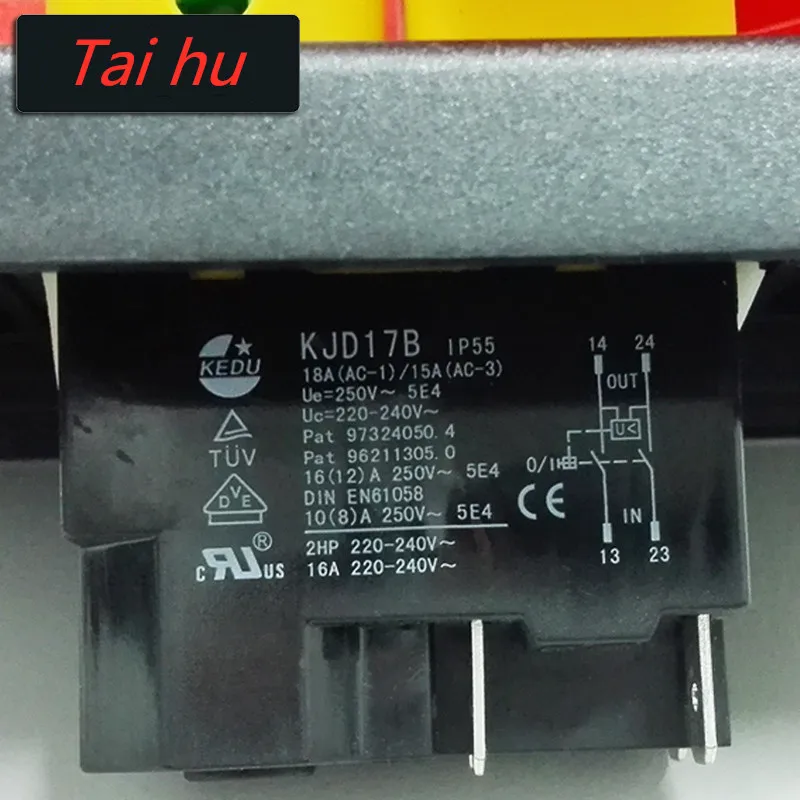 Tai hu
KEDU
KJD17B IP55
18A(AC-1)/15A(AC-3)
Ue=250V~ 5E4
Uc=220-240V~
Pat 97324050.4
Pat 96211305.0
16(12)A 250V~ 5E4
DIN EN61058
10(8)A 250V~ 5E4
2HP 220-240V~
16A 220-240V~
TÜV
DVE
c RU ® US
CE
14 24
OUT
U<
0/I
IN
13 23